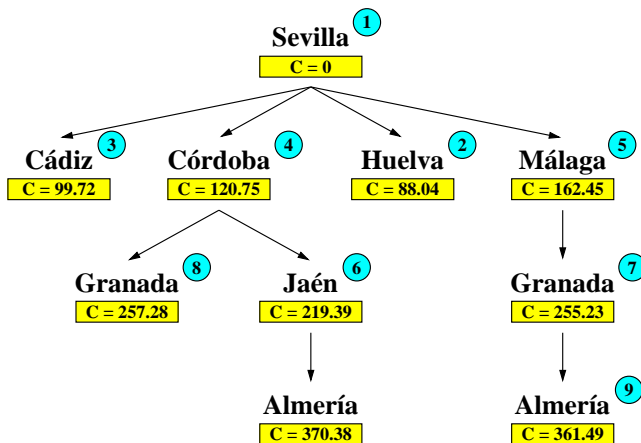 Sevilla 1
C = 0
Cádiz 3 Córdoba 4 Huelva 2 Málaga 5
C = 99.72 C = 120.75 C = 88.04 C = 162.45
Granada 8 Jaén 6 Granada 7
C = 257.28 C = 219.39 C = 255.23
Almería Almería 9
C = 370.38 C = 361.49